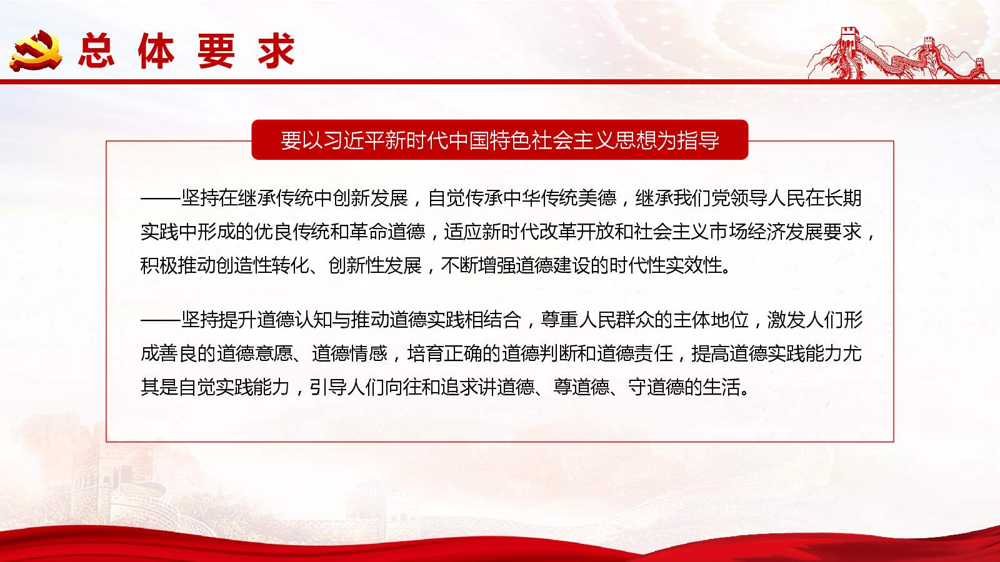 总体要求
要以习近平新时代中国特色社会主义思想为指导
——坚持在继承传统中创新发展，自觉传承中华传统美德，继承我们党领导人民在长期
实践中形成的优良传统和革命道德，适应新时代改革开放和社会主义市场经济发展要求，
积极推动创造性转化、创新性发展，不断增强道德建设的时代性实效性。
——坚持提升道德认知与推动道德实践相结合，尊重人民群众的主体地位，激发人们形
成善良的道德意愿、道德情感，培育正确的道德判断和道德责任，提高道德实践能力尤
其是自觉实践能力，引导人们向往和追求讲道德、尊道德、守道德的生活。